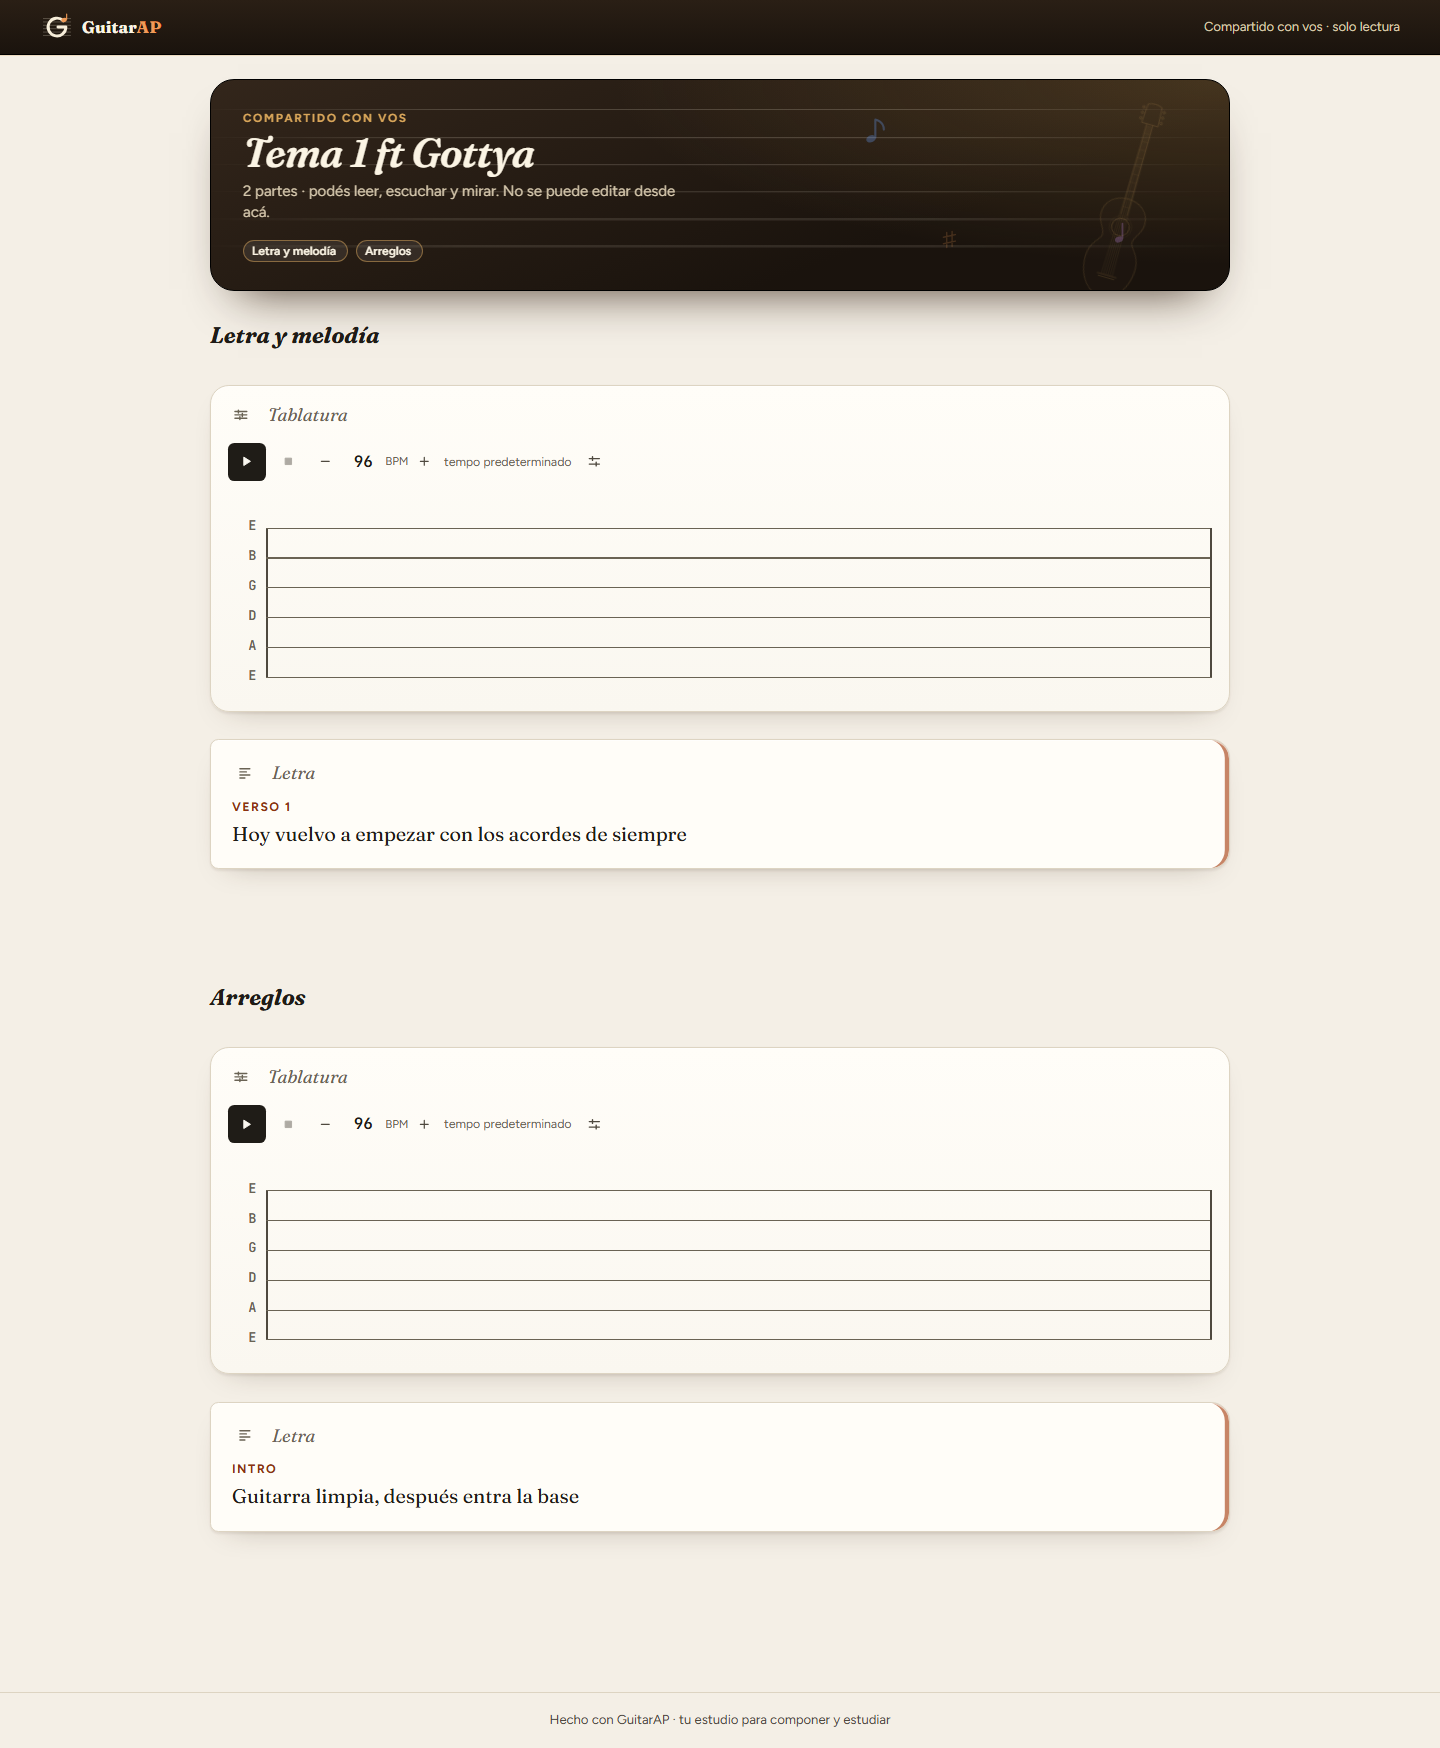 GuitarAP
Compartido con vos · solo lectura
COMPARTIDO CON VOS
Tema 1 ft Gottya
2 partes · podés leer, escuchar y mirar. No se puede editar desde
acá.
Letra y melodía Arreglos
Letra y melodía
Tablatura
96 BPM + tempo predeterminado
E
B
G
D
A
E
Letra
VERSO 1
Hoy vuelvo a empezar con los acordes de siempre
Arreglos
Tablatura
96 BPM + tempo predeterminado
E
B
G
D
A
E
Letra
INTRO
Guitarra limpia, después entra la base
Hecho con GuitarAP · tu estudio para componer y estudiar